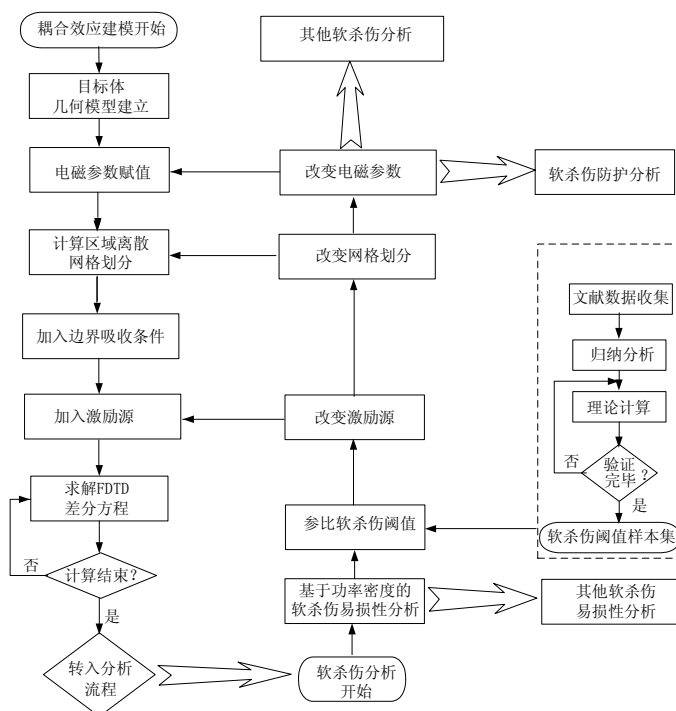 耦合效应建模开始
目标体
几何模型建立
电磁参数赋值
计算区域离散
网格划分
加入边界吸收条件
加入激励源
求解FDTD
差分方程
否
计算结束?
是
转入分析
流程
其他软杀伤分析
改变电磁参数
软杀伤防护分析
改变网格划分
改变激励源
参比软杀伤阈值
基于功率密度的
软杀伤易损性分析
软杀伤分析
开始
其他软杀伤
易损性分析
文献数据收集
归纳分析
理论计算
否
验证
完毕?
是
软杀伤阈值样本集